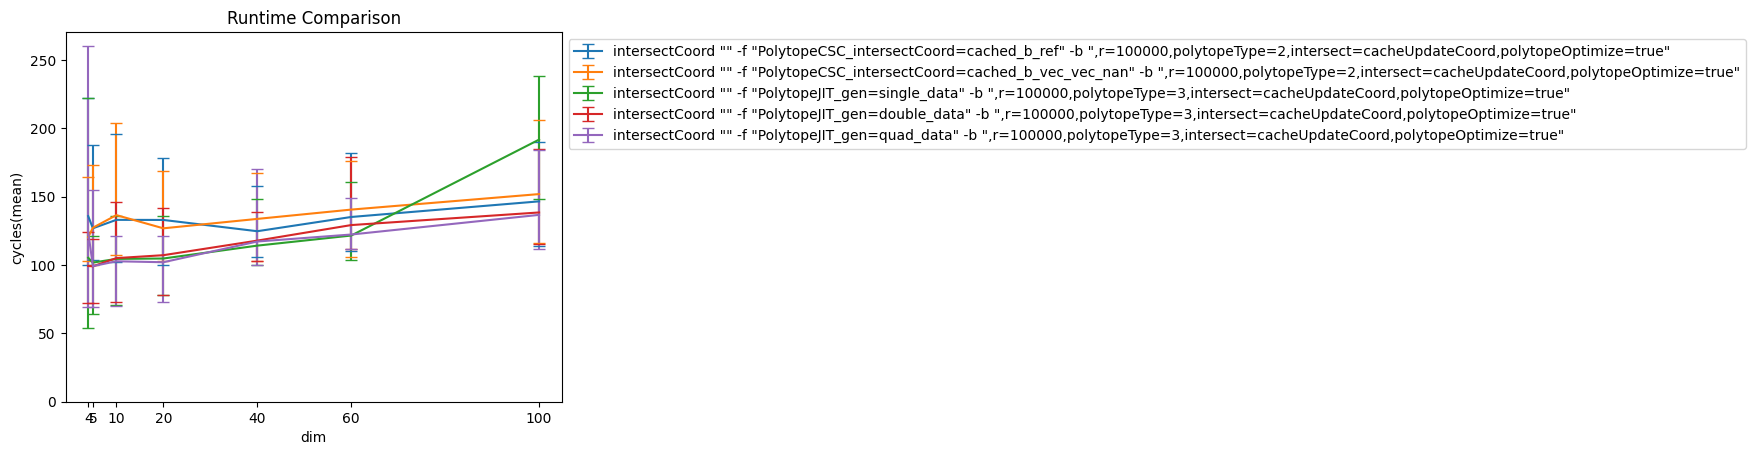 Runtime Comparison
intersectCoord "" -f "PolytopeCSC_intersectCoord=cached_b_ref" -b ",r=100000,polytopeType=2,intersect=cacheUpdateCoord,polytopeOptimize=true"
intersectCoord "" -f "PolytopeCSC_intersectCoord=cached_b_vec_vec_nan" -b ",r=100000,polytopeType=2,intersect=cacheUpdateCoord,polytopeOptimize=true"
intersectCoord "" -f "PolytopeJIT_gen=single_data" -b ",r=100000,polytopeType=3,intersect=cacheUpdateCoord,polytopeOptimize=true"
intersectCoord "" -f "PolytopeJIT_gen=double_data" -b ",r=100000,polytopeType=3,intersect=cacheUpdateCoord,polytopeOptimize=true"
intersectCoord "" -f "PolytopeJIT_gen=quad_data" -b ",r=100000,polytopeType=3,intersect=cacheUpdateCoord,polytopeOptimize=true"
cycles(mean)
250
200
150
100
50
0
4 5 10 20 40 60 100
dim